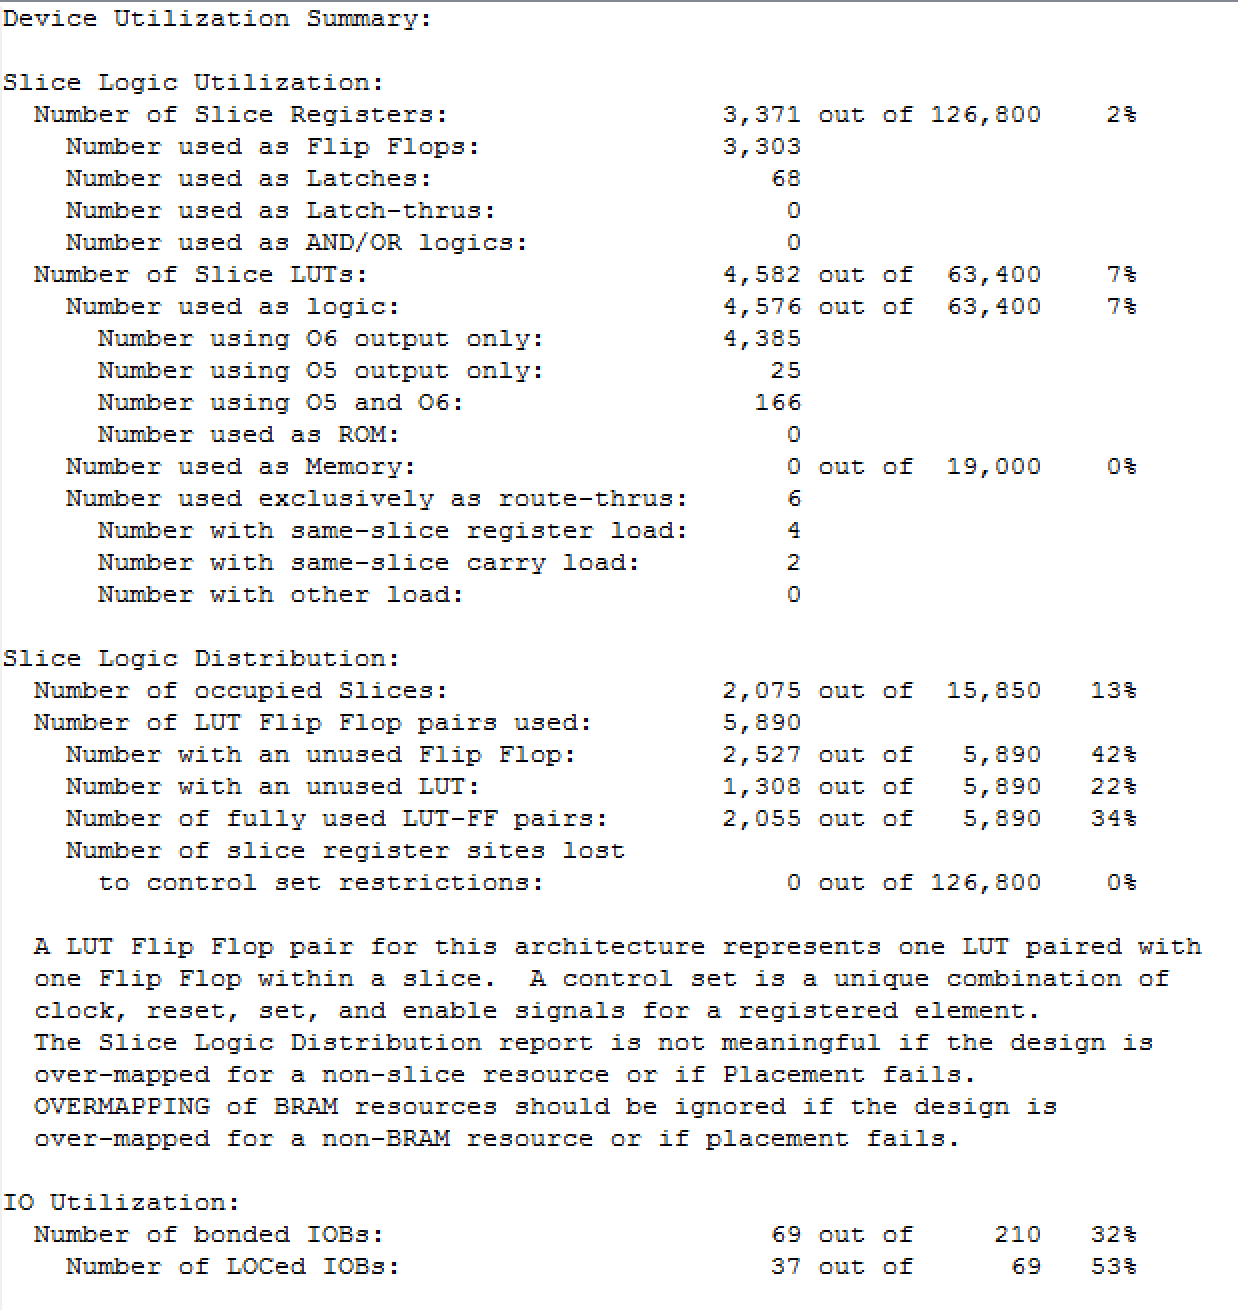 Device Utilization Summary:
Slice Logic Utilization:
Number of Slice Registers: 3,371 out of 126,800 2%
Number used as Flip Flops: 3,303
Number used as Latches: 68
Number used as Latch-thrus: 0
Number used as AND/OR logics: 0
Number of Slice LUTs: 4,582 out of 63,400 7%
Number used as logic: 4,576 out of 63,400 7%
Number using O6 output only: 4,385
Number using O5 output only: 25
Number using O5 and O6: 166
Number used as ROM: 0
Number used as Memory: 0 out of 19,000 0%
Number used exclusively as route-thrus: 6
Number with same-slice register load: 4
Number with same-slice carry load: 2
Number with other load: 0
Slice Logic Distribution:
Number of occupied Slices: 2,075 out of 15,850 13%
Number of LUT Flip Flop pairs used: 5,890
Number with an unused Flip Flop: 2,527 out of 5,890 42%
Number with an unused LUT: 1,308 out of 5,890 22%
Number of fully used LUT-FF pairs: 2,055 out of 5,890 34%
Number of slice register sites lost
to control set restrictions: 0 out of 126,800 0%
A LUT Flip Flop pair for this architecture represents one LUT paired with
one Flip Flop within a slice.  A control set is a unique combination of
clock, reset, set, and enable signals for a registered element.
The Slice Logic Distribution report is not meaningful if the design is
over-mapped for a non-slice resource or if Placement fails.
OVERMAPPING of BRAM resources should be ignored if the design is
over-mapped for a non-BRAM resource or if placement fails.
IO Utilization:
Number of bonded IOBs: 69 out of 210 32%
Number of LOCed IOBs: 37 out of 69 53%